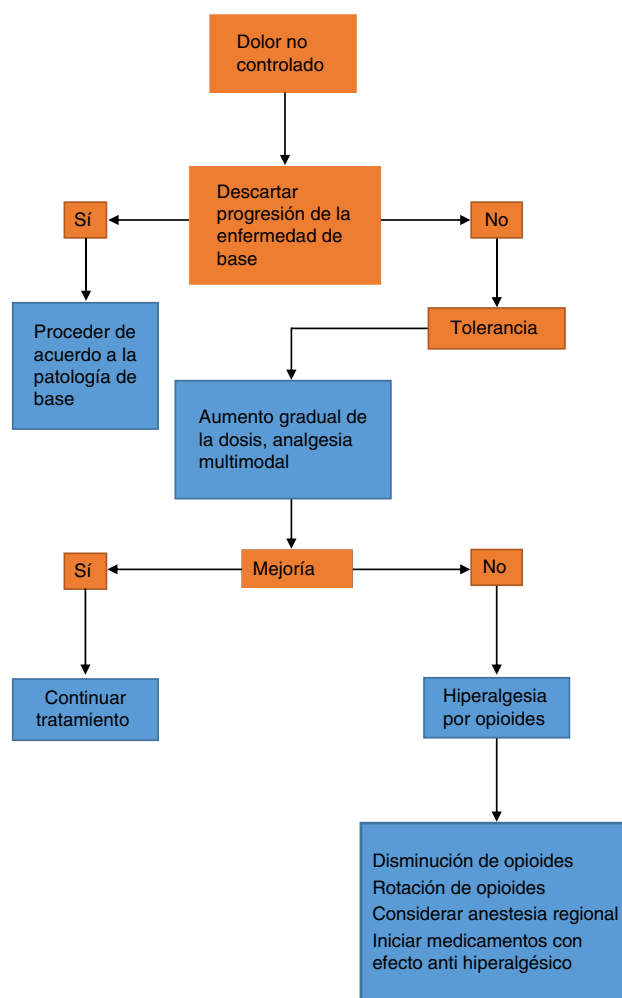 Dolor no
controlado
Descartar
progresión de la
enfermedad de
base
Sí
No
Proceder de
acuerdo a la
patología de
base
Tolerancia
Aumento gradual de
la dosis, analgesia
multimodal
Sí
Mejoría
No
Continuar
tratamiento
Hiperalgesia
por opioides
Disminución de opioides
Rotación de opioides
Considerar anestesia regional
Iniciar medicamentos con
efecto anti hiperalgésico